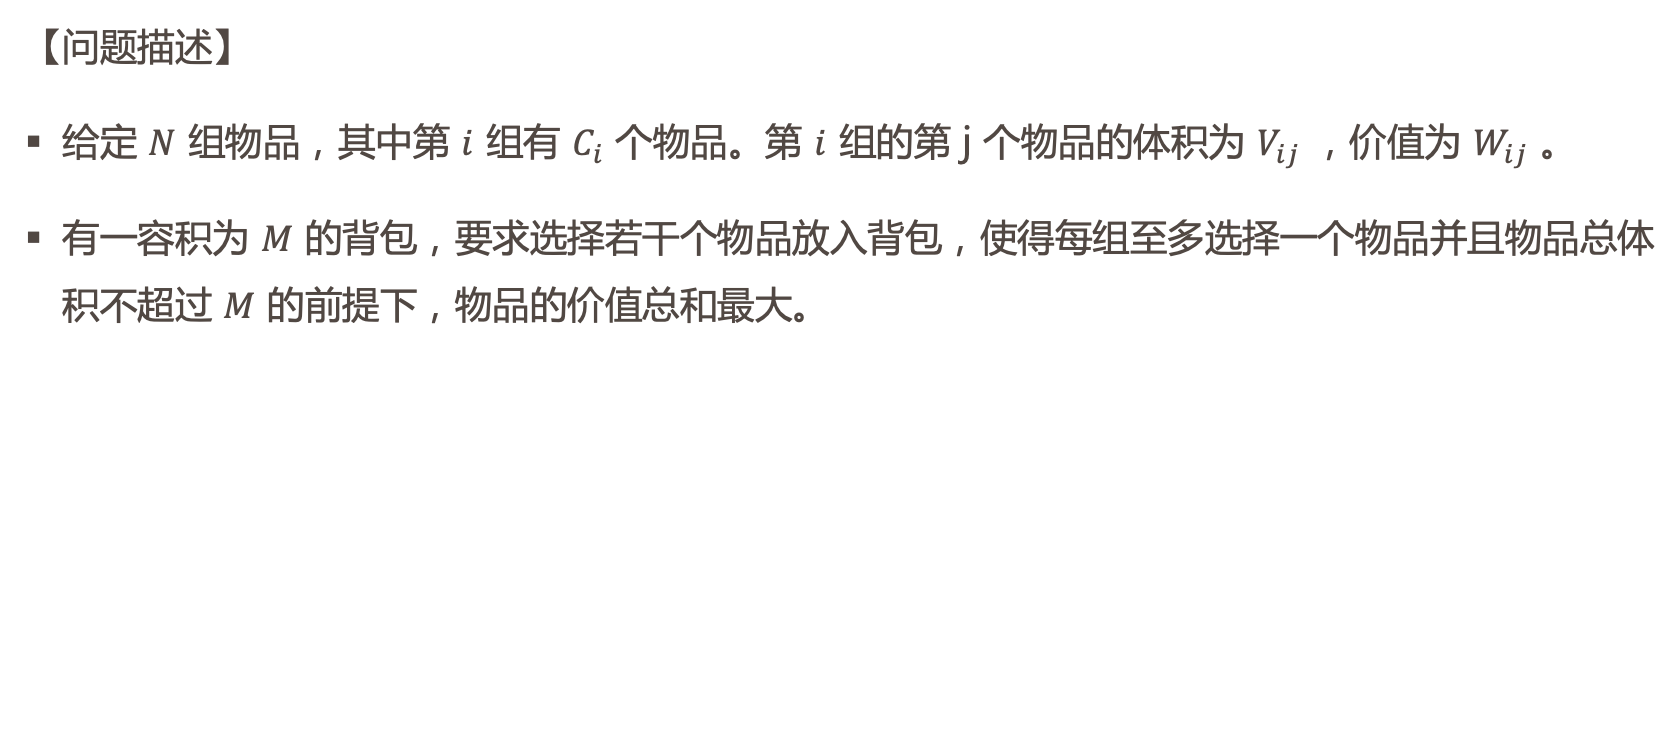 【问题描述】
▪ 给定 N 组物品，其中第 i 组有 C_i 个物品。第 i 组的第 j 个物品的体积为 V_ij ，价值为 W_ij 。
▪ 有一容积为 M 的背包，要求选择若干个物品放入背包，使得每组至多选择一个物品并且物品总体
积不超过 M 的前提下，物品的价值总和最大。